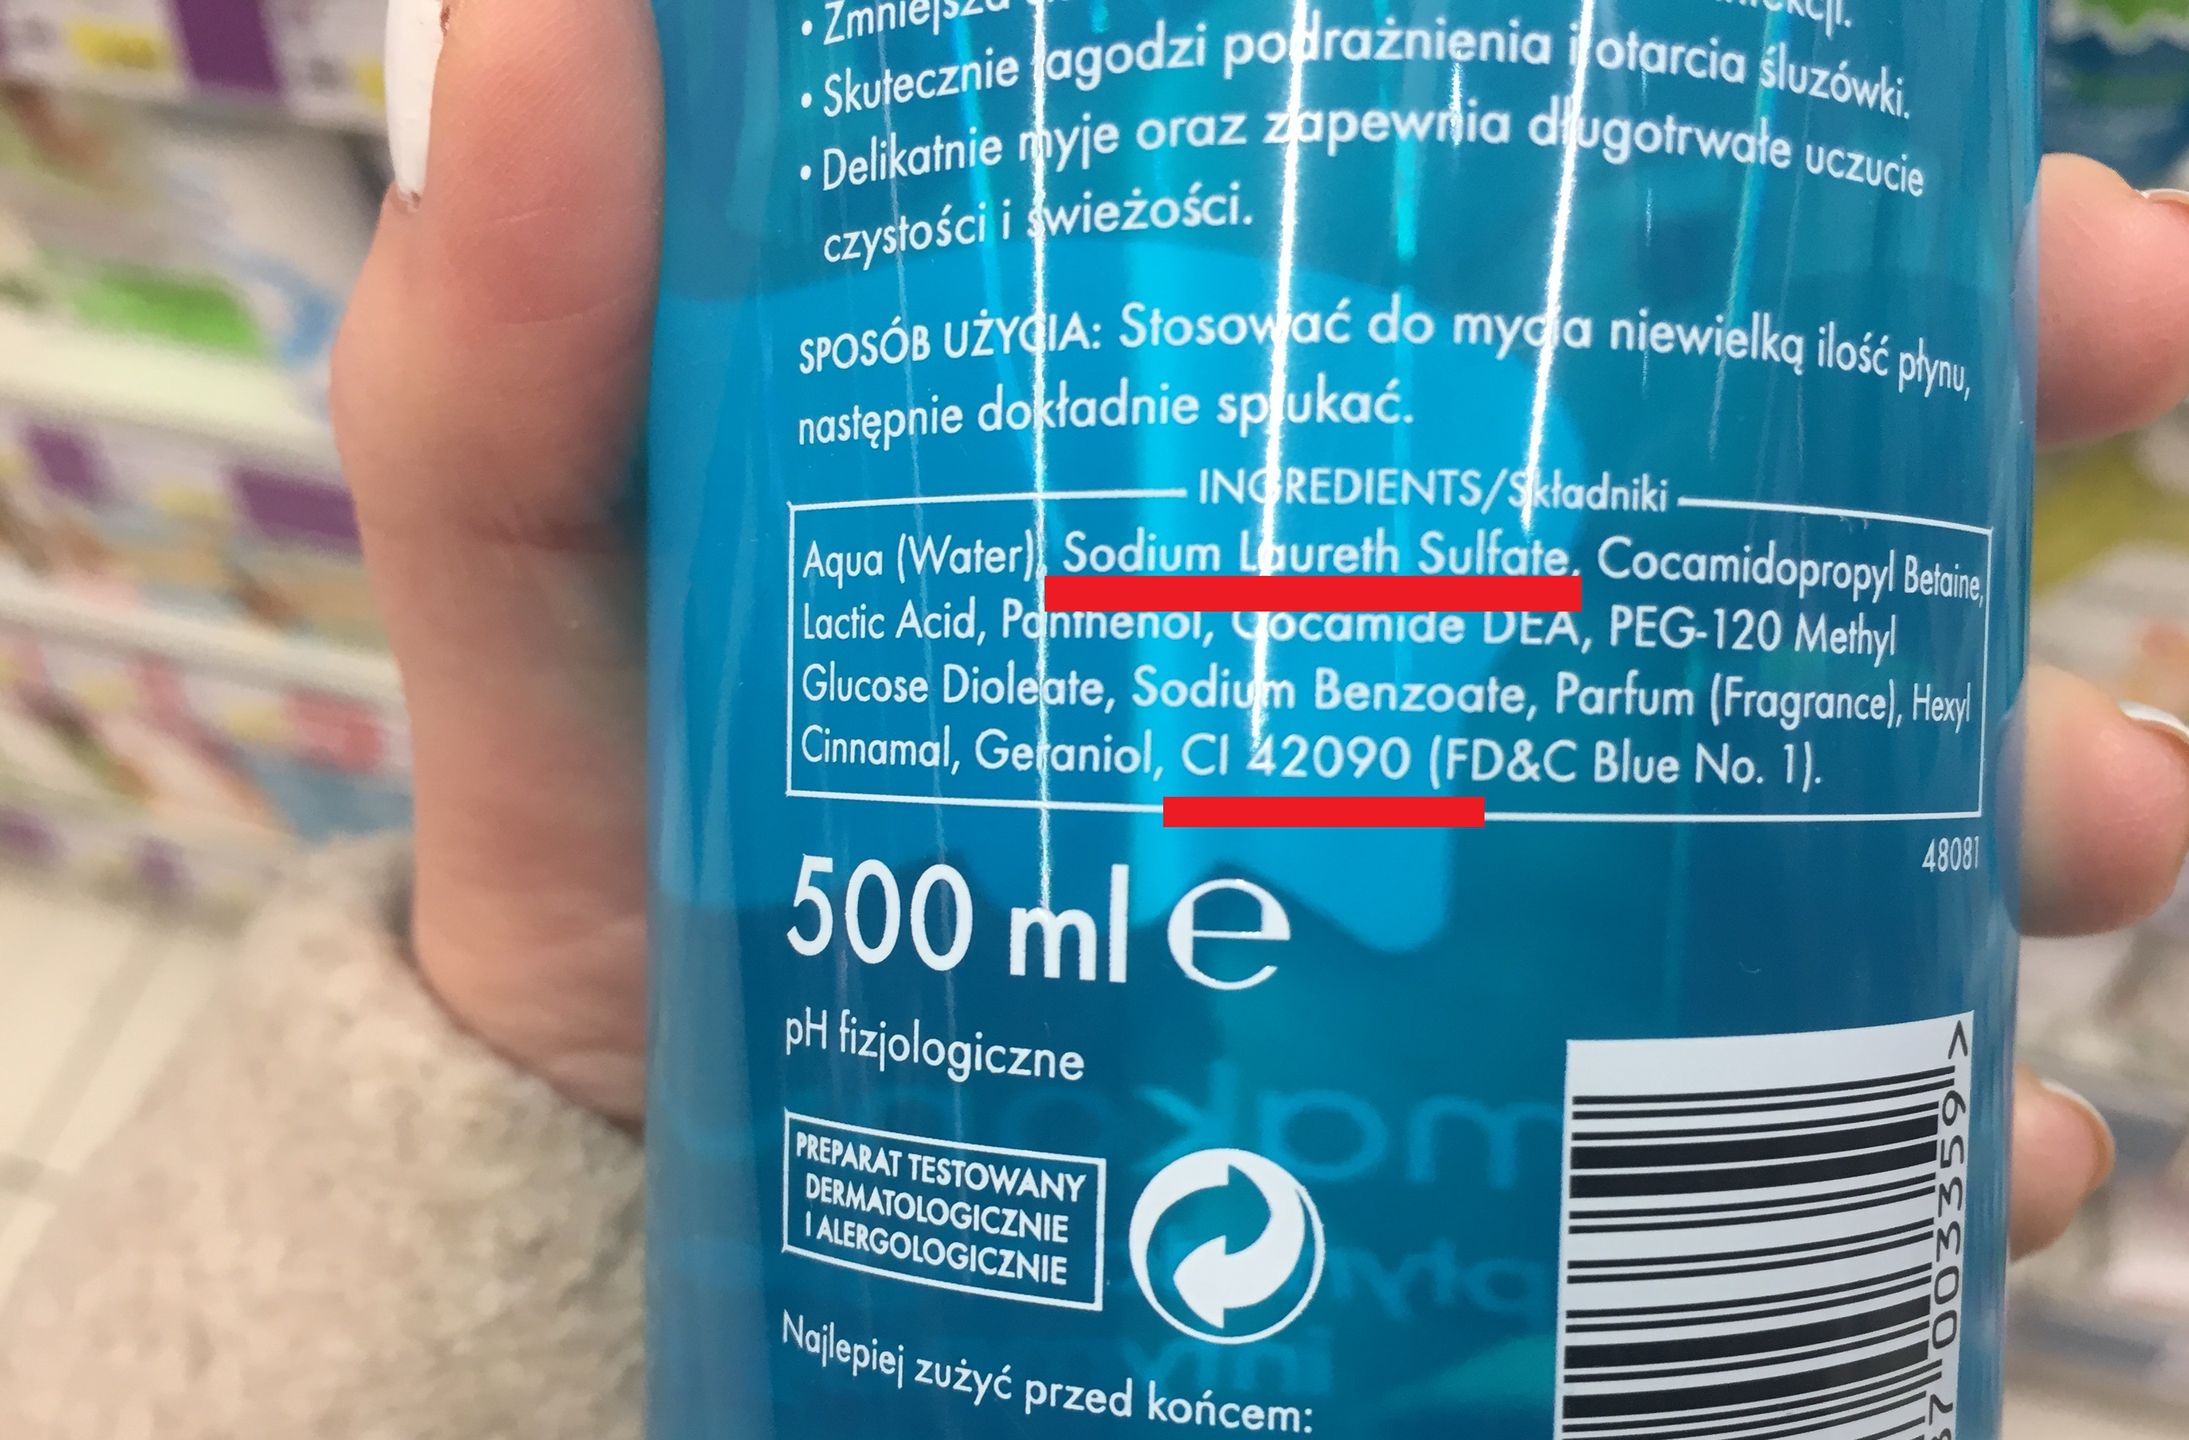 • Zmniejsza
• Skutecznie łagodzi podrażnienia i otarcia śluzówki.
• Delikatnie myje oraz zapewnia długotrwałe uczucie
czystości i świeżości.
SPOSÓB UŻYCIA: Stosować do mycia niewielką ilość płynu,
następnie dokładnie spłukać.
INGREDIENTS/Składniki
Aqua (Water), Sodium Laureth Sulfate, Cocamidopropyl Betaine,
Lactic Acid, Panthenol, Cocamide DEA, PEG-120 Methyl
Glucose Dioleate, Sodium Benzoate, Parfum (Fragrance), Hexyl
Cinnamal, Geraniol, CI 42090 (FD&C Blue No. 1).
48081
500 ml e
pH fizjologiczne
PREPARAT TESTOWANY
DERMATOLOGICZNIE
I ALERGOLOGICZNIE
Najlepiej zużyć przed końcem:
003359>